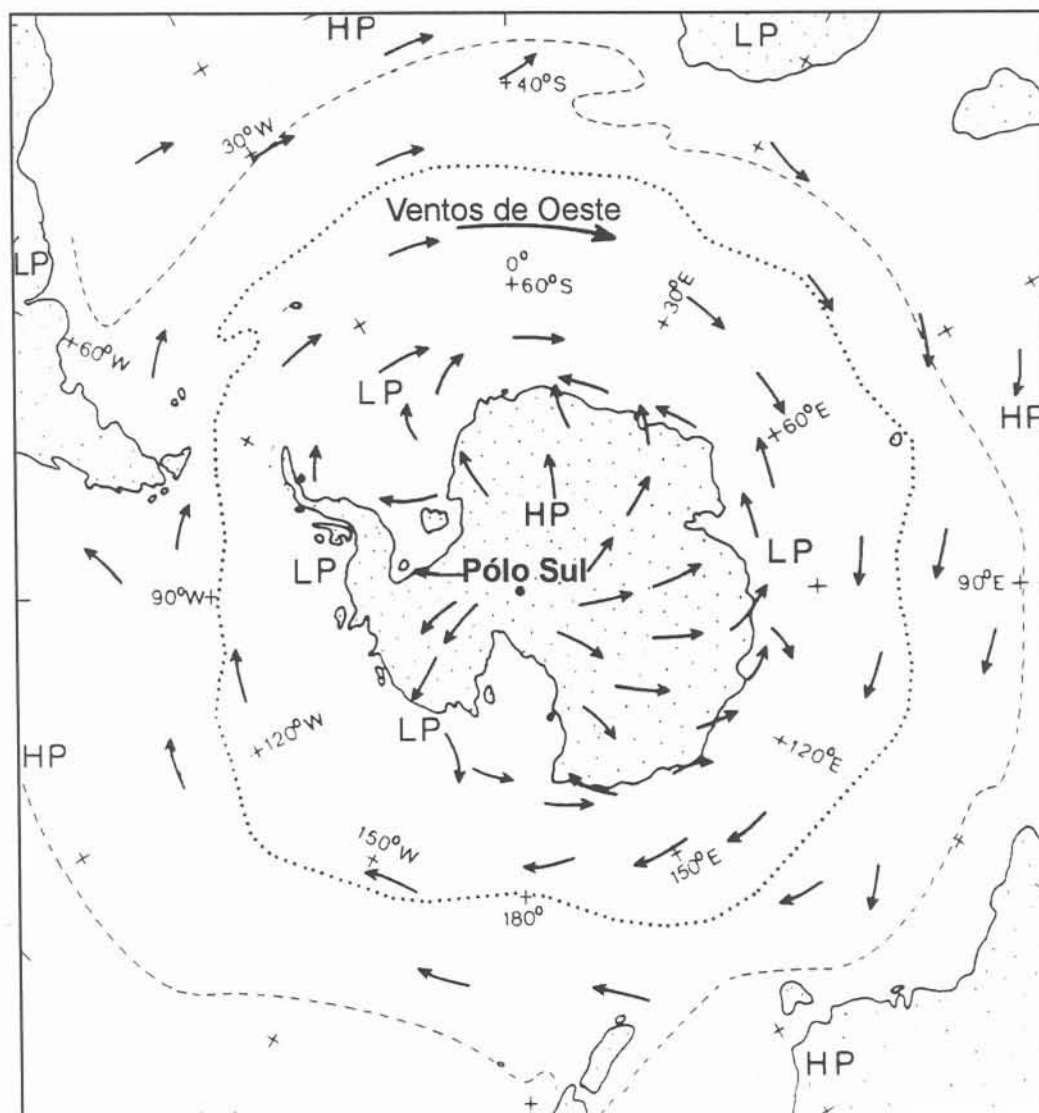 HP
LP
+40°S
30°W
Ventos de Oeste
LP
0°
+60°S
+30°E
+60°W
LP
HP
+60°E
HP
LP
LP
Pólo Sul
90°W+
90°E+
LP
+120°W
+120°E
HP
150°W
+150°E
180°
HP